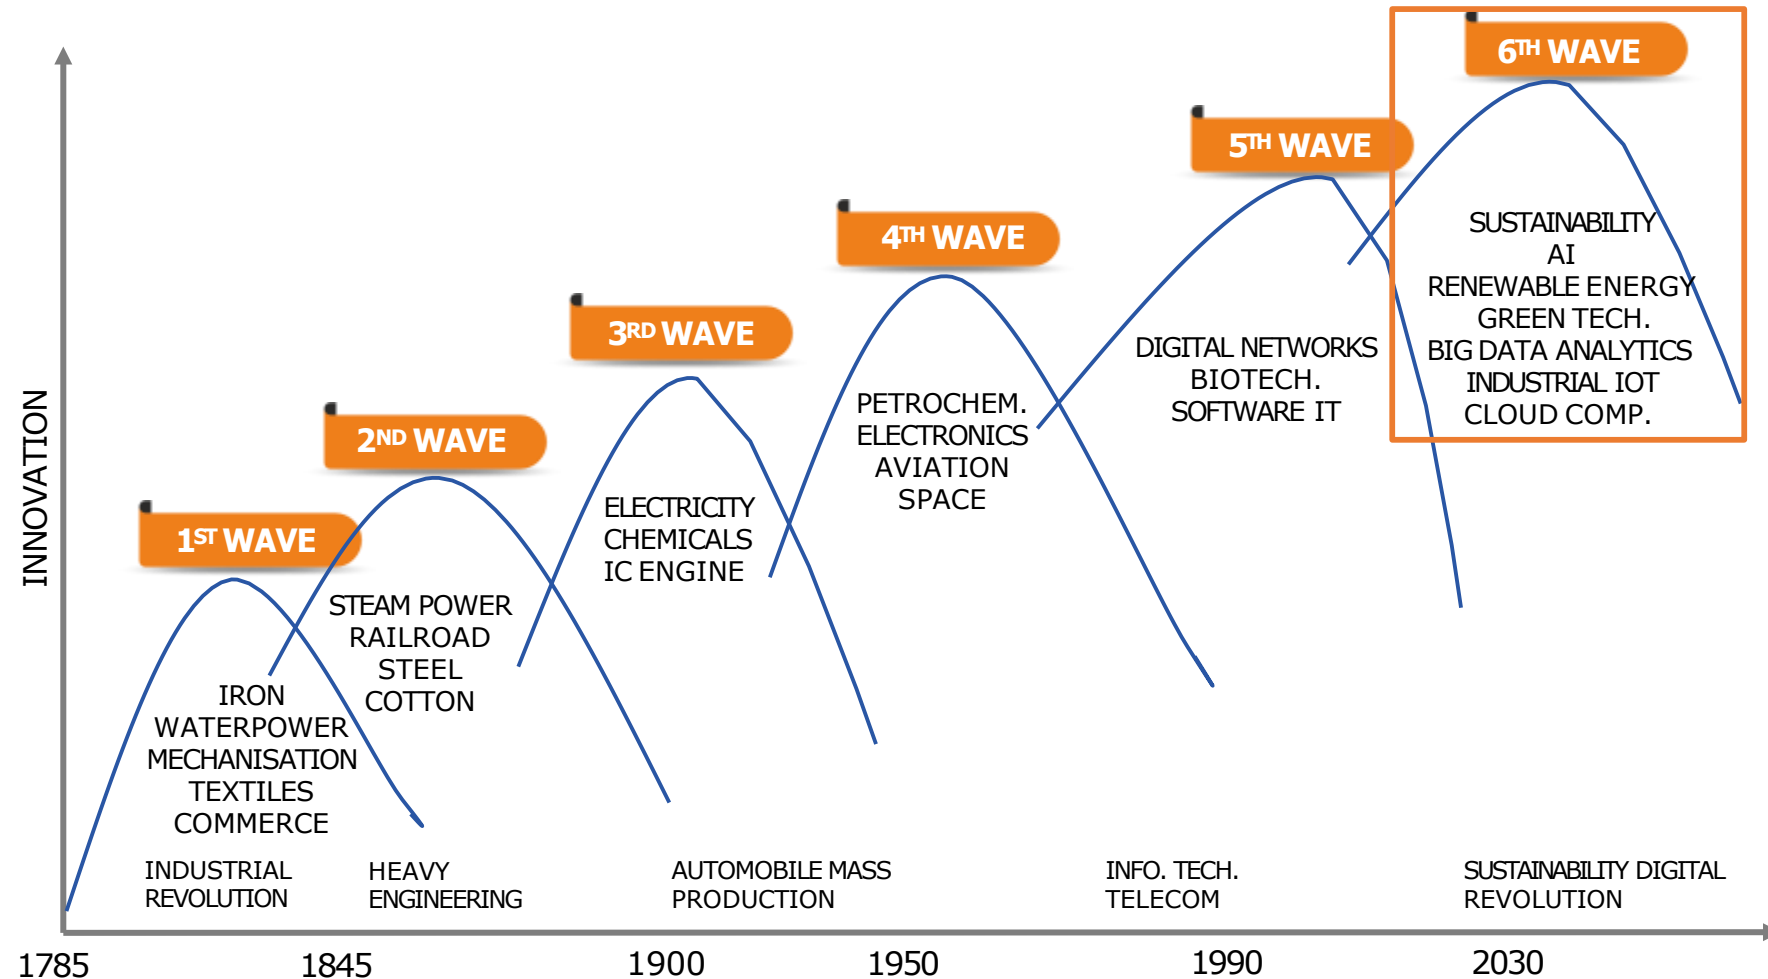 6TH WAVE
5TH WAVE
4TH WAVE
3RD WAVE
2ND WAVE
1ST WAVE
INNOVATION
IRON
WATERPOWER
MECHANISATION
TEXTILES
COMMERCE
STEAM POWER
RAILROAD
STEEL
COTTON
ELECTRICITY
CHEMICALS
IC ENGINE
PETROCHEM.
ELECTRONICS
AVIATION
SPACE
DIGITAL NETWORKS
BIOTECH.
SOFTWARE IT
SUSTAINABILITY
AI
RENEWABLE ENERGY
GREEN TECH.
BIG DATA ANALYTICS
INDUSTRIAL IOT
CLOUD COMP.
INDUSTRIAL
REVOLUTION
HEAVY
ENGINEERING
AUTOMOBILE MASS
PRODUCTION
INFO. TECH.
TELECOM
SUSTAINABILITY DIGITAL
REVOLUTION
1785 1845 1900 1950 1990 2030